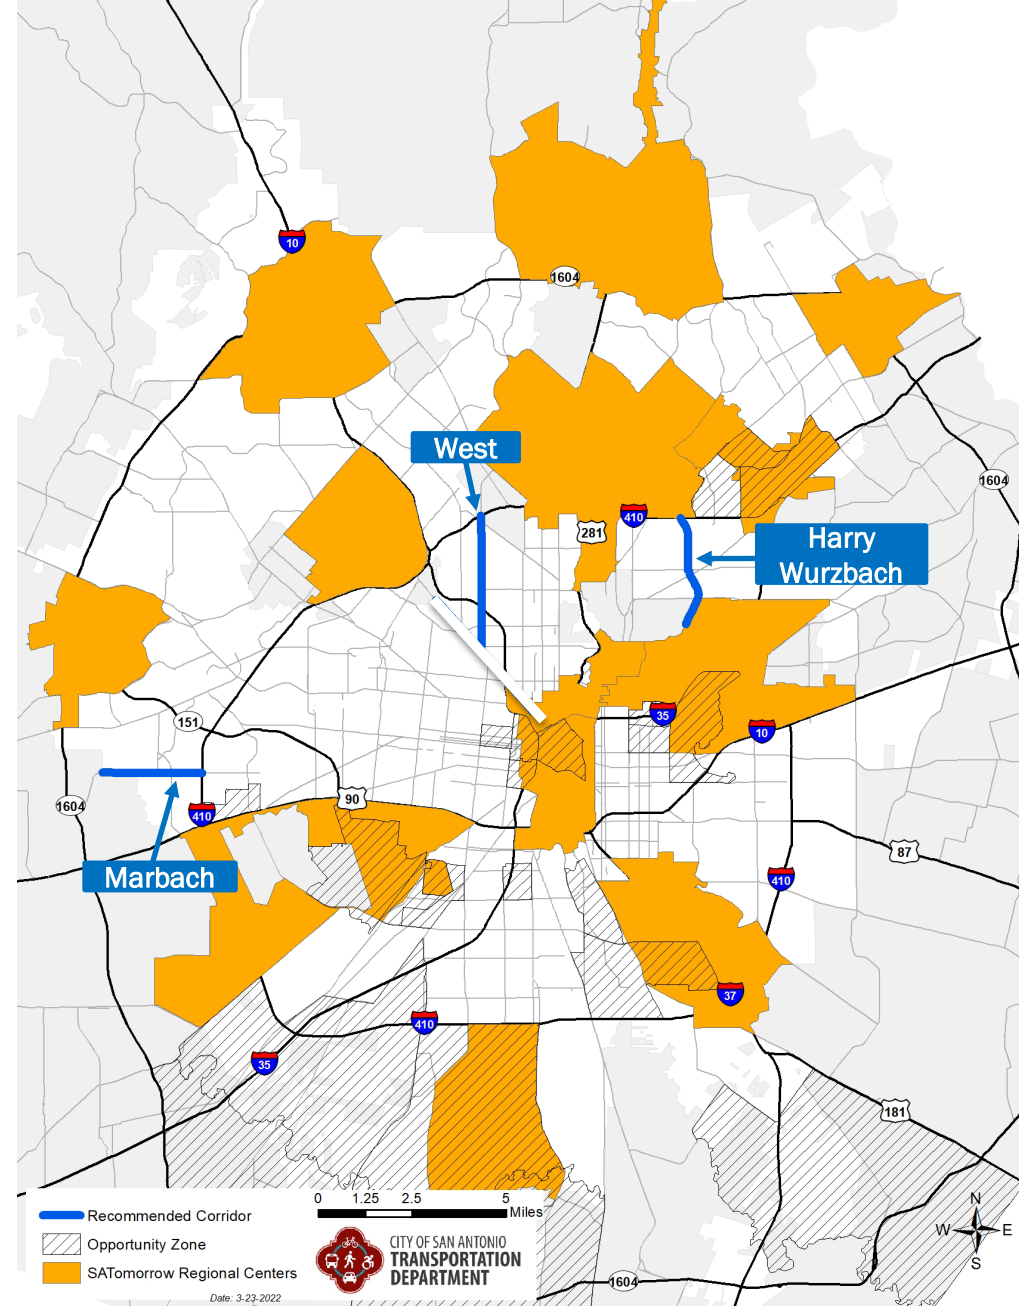 10
1604
West
1604
410
281
Harry
Wurzbach
35
10
151
1604
410
90
87
Marbach
410
37
410
35
181
Recommended Corridor
Opportunity Zone
SATomorrow Regional Centers
Date: 3-23-2022
0 1.25 2.5 5
Miles
CITY OF SAN ANTONIO
TRANSPORTATION
DEPARTMENT
1604
N
W E
S